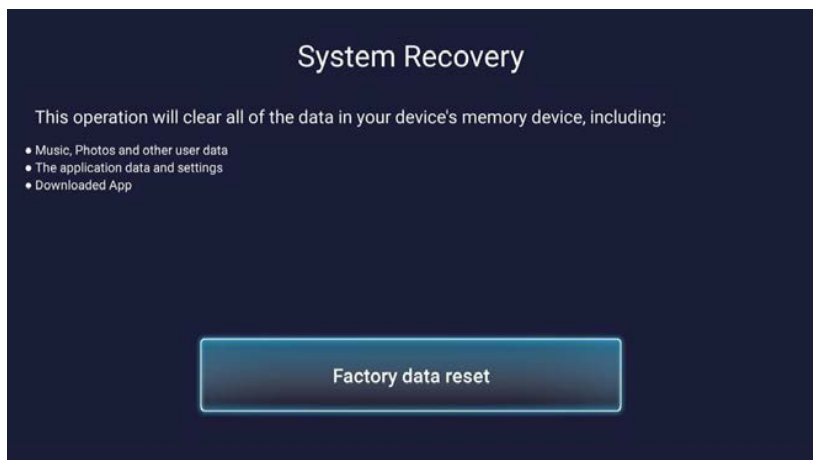 System Recovery
This operation will clear all of the data in your device's memory device, including:
● Music, Photos and other user data
● The application data and settings
● Downloaded App
Factory data reset